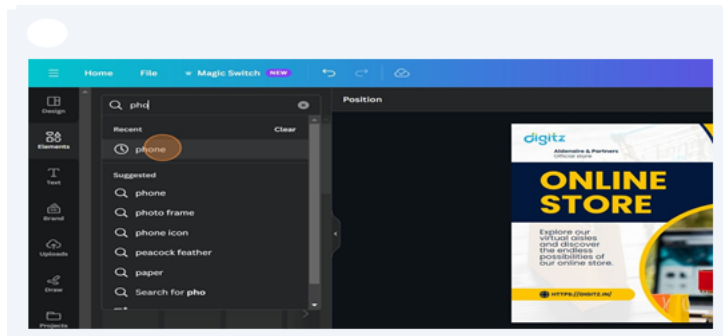 Home File Magic Switch NEW
Design
Elements
Text
Brand
Uploads
Draw
Projects
pho
Recent Clear
phone
Suggested
phone
photo frame
phone icon
peacock feather
paper
Search for pho
Position
digitz
Aldenaire & Partners
Official store
ONLINE
STORE
Explore our
virtual aisles
and discover
the endless
possibilities of
our online store.
HTTPS://DIGITZ.IN/